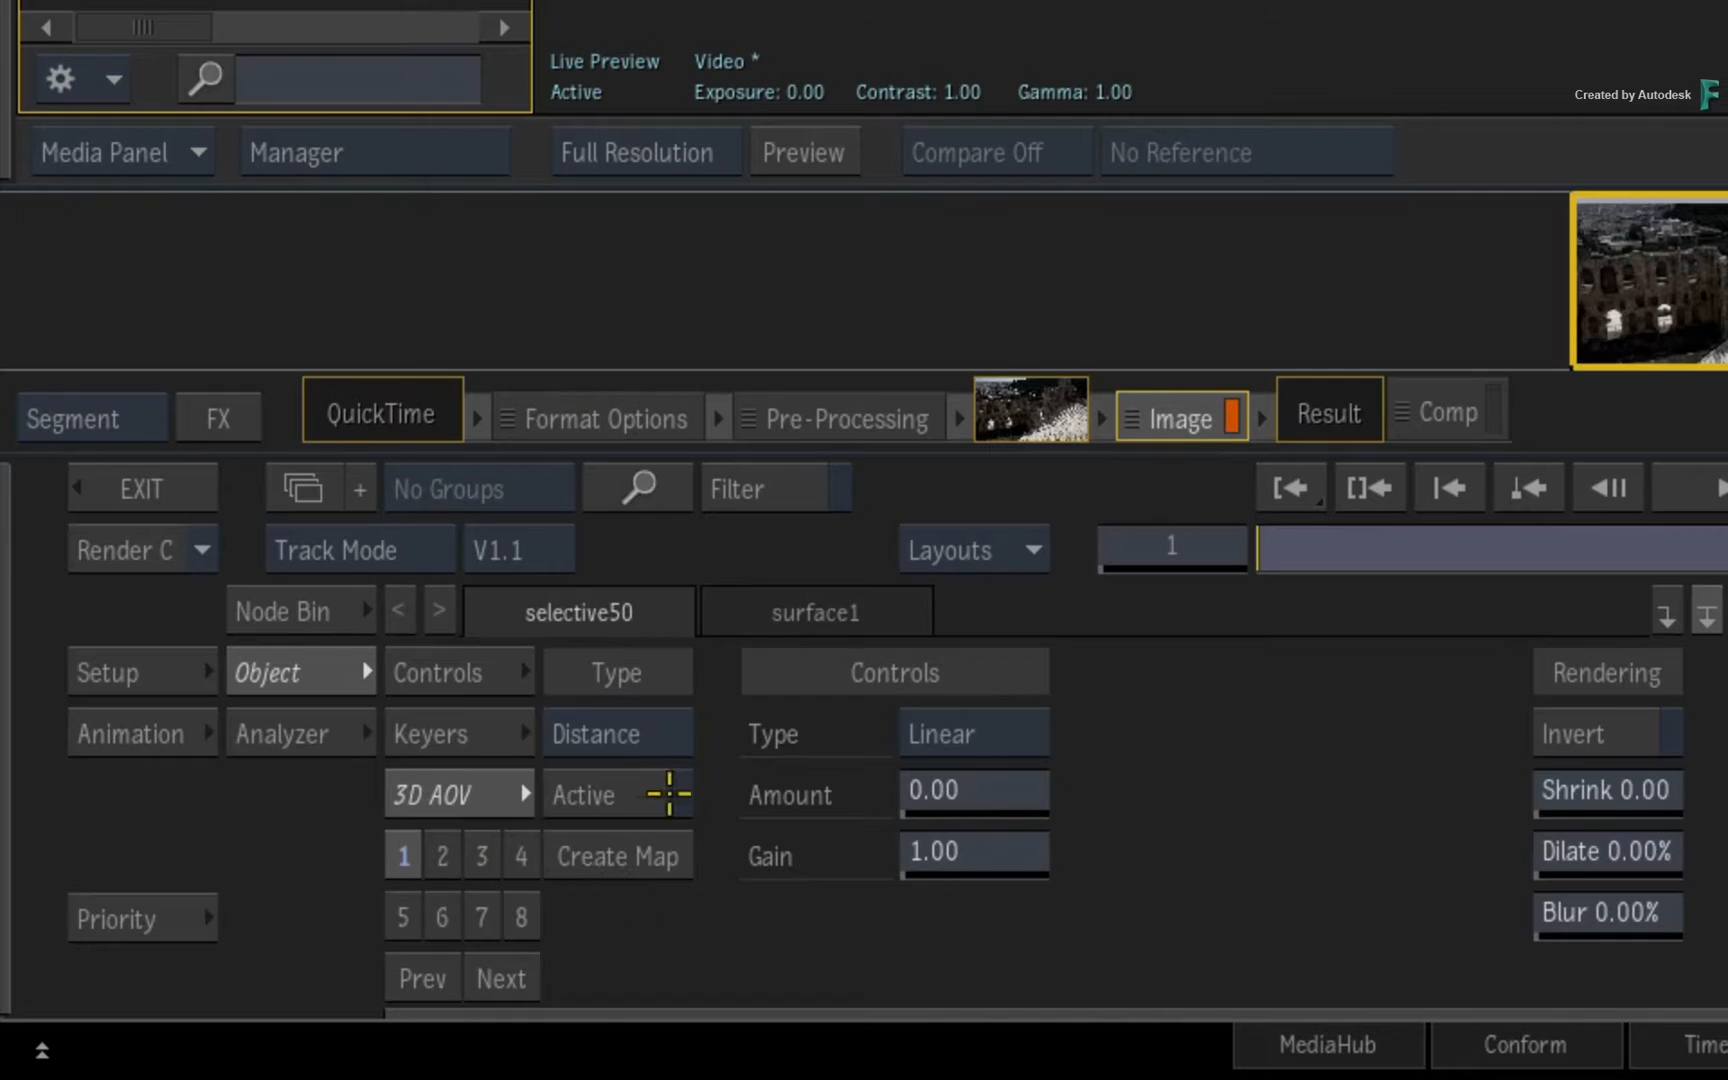 Live Preview
Video *
Active
Exposure: 0.00
Contrast: 1.00
Gamma: 1.00
Created by Autodesk
Media Panel
Manager
Full Resolution
Preview
Compare Off
No Reference
Segment
FX
QuickTime
Format Options
Pre-Processing
Image
Result
Comp
EXIT
+
No Groups
Filter
Render C
Track Mode
V1.1
Layouts
1
Node Bin
<
>
selective50
surface1
Setup
Object
Controls
Type
Controls
Rendering
Animation
Analyzer
Keyers
Distance
Type
Linear
Invert
3D AOV
Active
Amount
0.00
Shrink 0.00
1
2
3
4
Create Map
Gain
1.00
Dilate 0.00%
Priority
5
6
7
8
Blur 0.00%
Prev
Next
MediaHub
Conform
Time